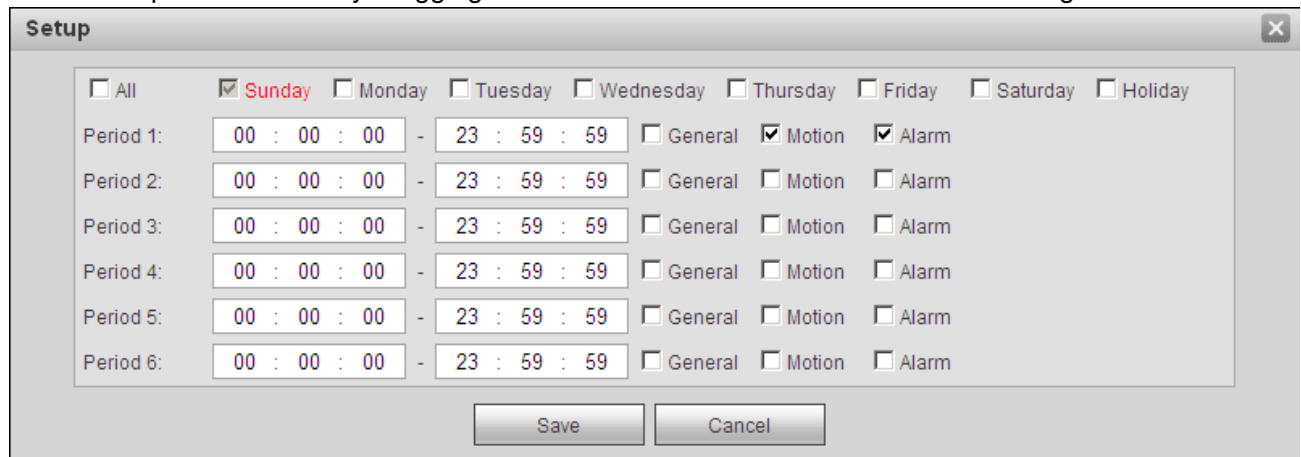 Setup
All Sunday Monday Tuesday Wednesday Thursday Friday Saturday Holiday
Period 1: 00 : 00 : 00 - 23 : 59 : 59 General Motion Alarm
Period 2: 00 : 00 : 00 - 23 : 59 : 59 General Motion Alarm
Period 3: 00 : 00 : 00 - 23 : 59 : 59 General Motion Alarm
Period 4: 00 : 00 : 00 - 23 : 59 : 59 General Motion Alarm
Period 5: 00 : 00 : 00 - 23 : 59 : 59 General Motion Alarm
Period 6: 00 : 00 : 00 - 23 : 59 : 59 General Motion Alarm
Save Cancel